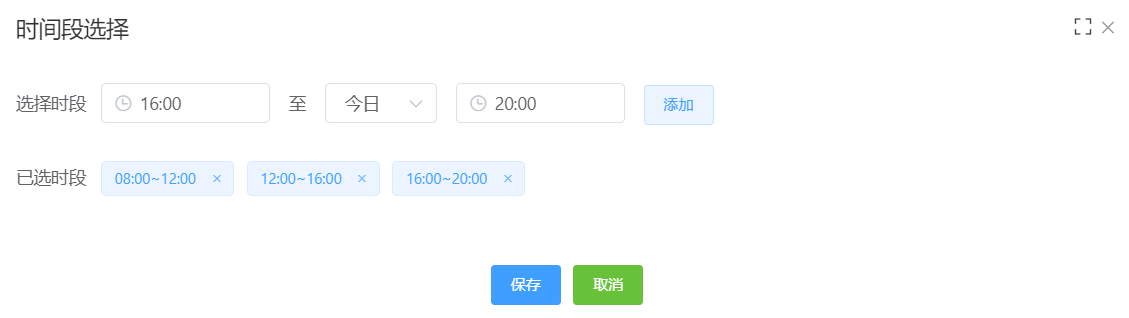 时间段选择
选择时段 16:00 至 今日 20:00 添加
已选时段 08:00~12:00 × 12:00~16:00 × 16:00~20:00 ×
保存 取消